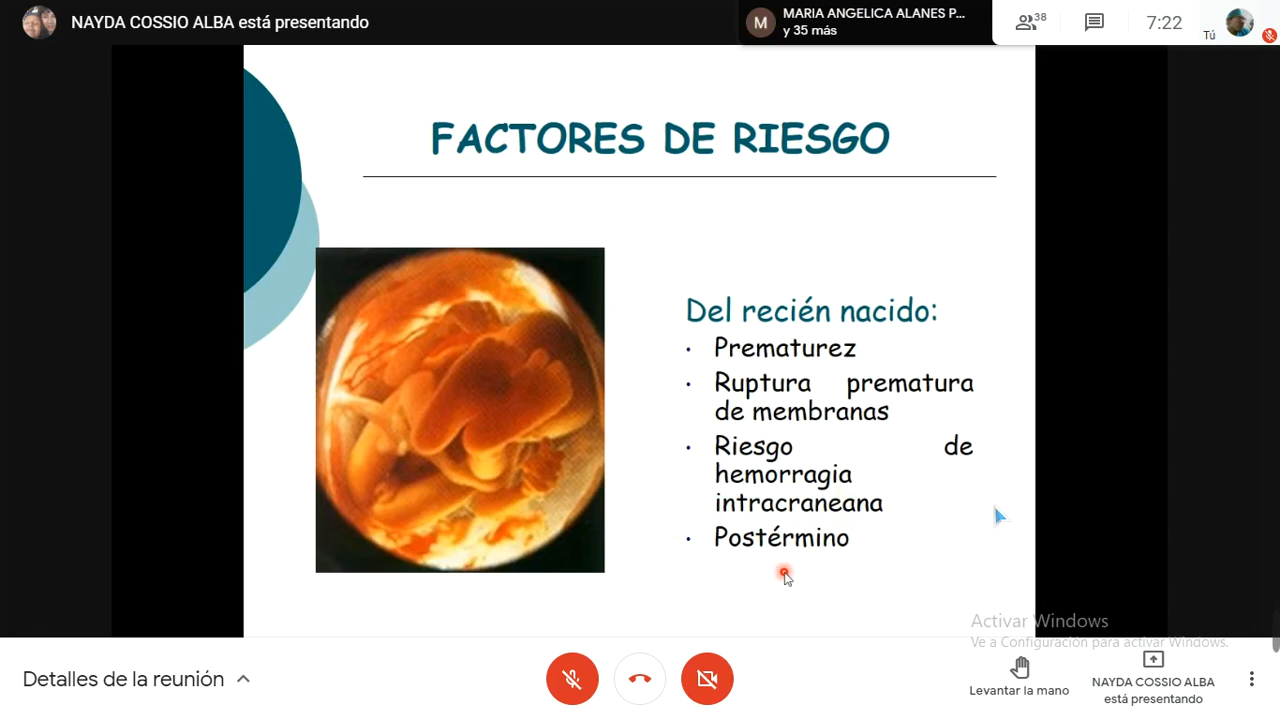 NAYDA COSSIO ALBA está presentando
M
MARIA ANGELICA ALANES P...
y 35 más
38
7:22
Tú
FACTORES DE RIESGO
Del recién nacido:
• Prematurez
• Ruptura prematura
de membranas
• Riesgo de
hemorragia
intracraneana
• Postérmino
Activar Windows
Ve a Configuración para activar Windows.
Detalles de la reunión
Levantar la mano
NAYDA COSSIO ALBA
está presentando